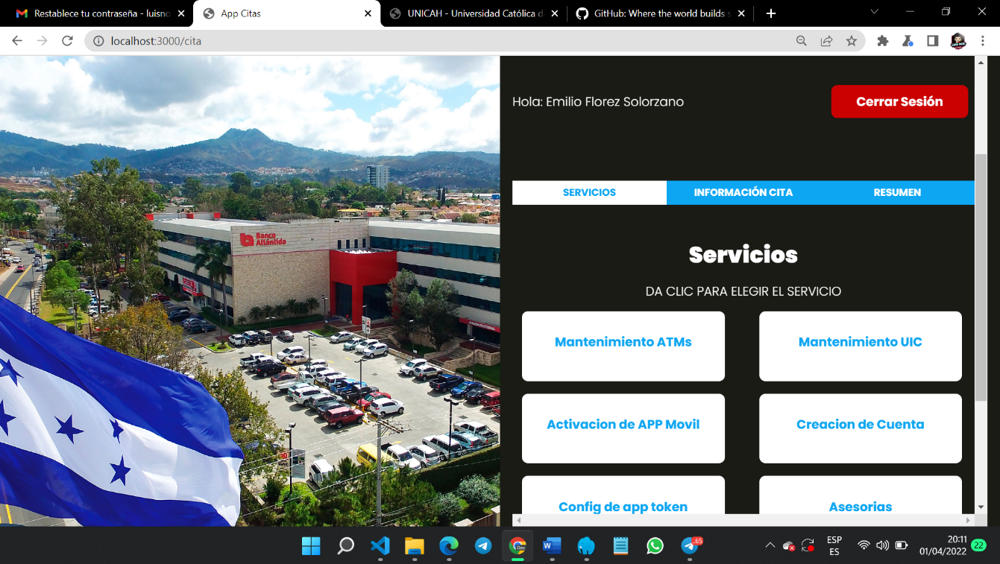 Restablece tu contraseña - luisno
App Citas
UNICAH - Universidad Católica d
GitHub: Where the world builds s
localhost:3000/cita
Hola: Emilio Florez Solorzano
Cerrar Sesión
SERVICIOS
INFORMACIÓN CITA
RESUMEN
Banco
Atlántida
Servicios
DA CLIC PARA ELEGIR EL SERVICIO
Mantenimiento ATMs
Mantenimiento UIC
Activacion de APP Movil
Creacion de Cuenta
Config de app token
Asesorias
Dev
W
65
ESP
ES
20:11
01/04/2022
22